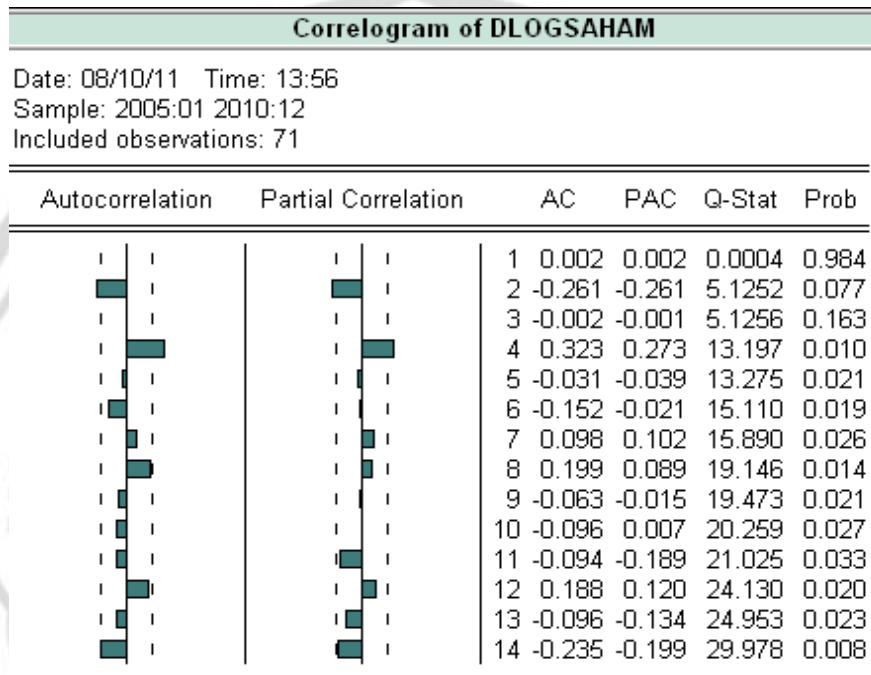 Correlogram of DLOGSAHAM
Date: 08/10/11 Time: 13:56
Sample: 2005:01 2010:12
Included observations: 71
Autocorrelation Partial Correlation AC PAC Q-Stat Prob
1 0.002 0.002 0.0004 0.984
2 -0.261 -0.261 5.1252 0.077
3 -0.002 -0.001 5.1256 0.163
4 0.323 0.273 13.197 0.010
5 -0.031 -0.039 13.275 0.021
6 -0.152 -0.021 15.110 0.019
7 0.098 0.102 15.890 0.026
8 0.199 0.089 19.146 0.014
9 -0.063 -0.015 19.473 0.021
10 -0.096 0.007 20.259 0.027
11 -0.094 -0.189 21.025 0.033
12 0.188 0.120 24.130 0.020
13 -0.096 -0.134 24.953 0.023
14 -0.235 -0.199 29.978 0.008